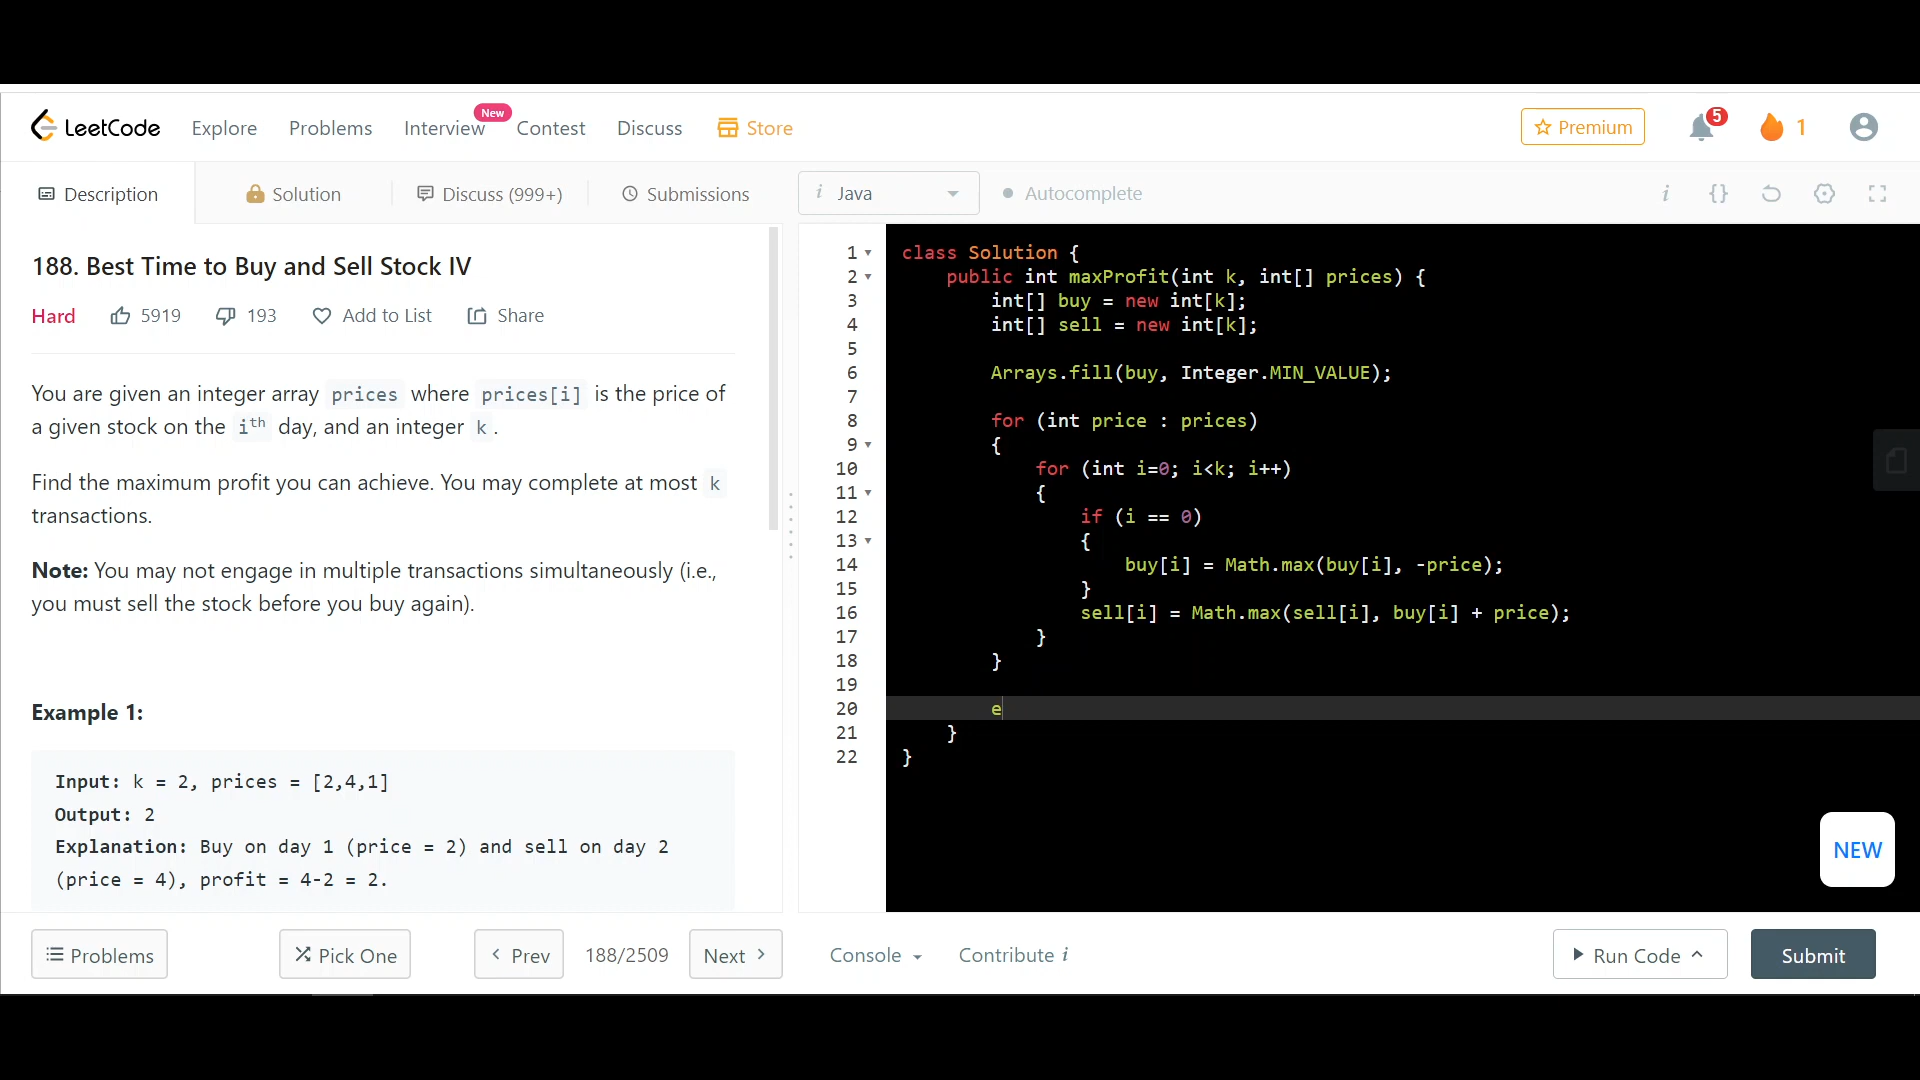 LeetCode Explore Problems Interview New Contest Discuss Store Premium 5 1
Description Solution Discuss (999+) Submissions i Java Autocomplete i {}
188. Best Time to Buy and Sell Stock IV
Hard 5919 193 Add to List Share
You are given an integer array prices where prices[i] is the price of
a given stock on the ith day, and an integer k.
Find the maximum profit you can achieve. You may complete at most k
transactions.
Note: You may not engage in multiple transactions simultaneously (i.e.,
you must sell the stock before you buy again).
Example 1:
Input: k = 2, prices = [2,4,1]
Output: 2
Explanation: Buy on day 1 (price = 2) and sell on day 2
(price = 4), profit = 4-2 = 2.
1 class Solution {
2 public int maxProfit(int k, int[] prices) {
3 int[] buy = new int[k];
4 int[] sell = new int[k];
5
6 Arrays.fill(buy, Integer.MIN_VALUE);
7
8 for (int price : prices)
9 {
10 for (int i=0; i<k; i++)
11 {
12 if (i == 0)
13 {
14 buy[i] = Math.max(buy[i], -price);
15 }
16 sell[i] = Math.max(sell[i], buy[i] + price);
17 }
18 }
19
20 e
21 }
22 }
NEW
Problems Pick One Prev 188/2509 Next Console Contribute i Run Code Submit